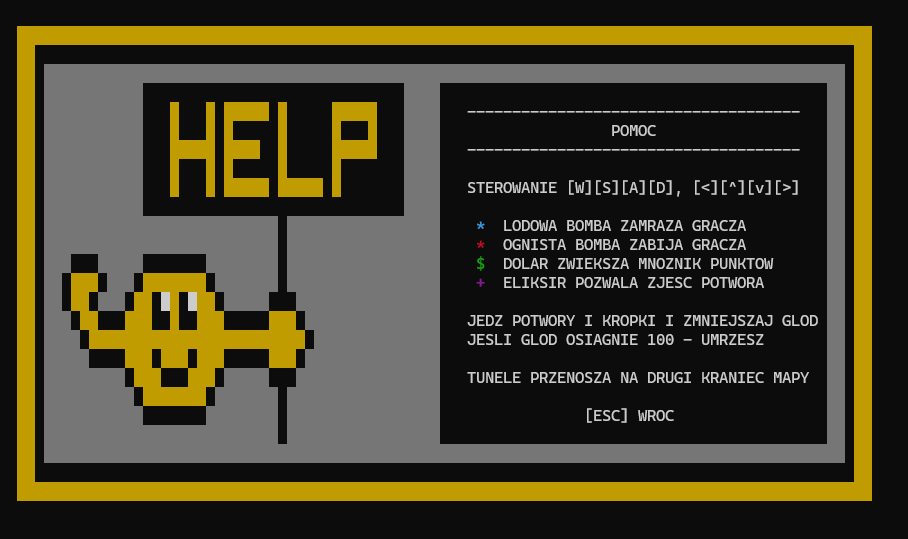 HELP
POMOC
STEROWANIE [W][S][A][D], [<][^][v][>]
* LODOWA BOMBA ZAMRAZA GRACZA
* OGNISTA BOMBA ZABIJA GRACZA
$ DOLAR ZWIEKSZA MNOZNIK PUNKTOW
+ ELIKSIR POZWALA ZJESC POTWORA
JEDZ POTWORY I KROPKI I ZMNIEJSZAJ GLOD
JESLI GLOD OSIAGNIE 100 - UMRZESZ
TUNELE PRZENOSZA NA DRUGI KRANIEC MAPY
[ESC] WROC